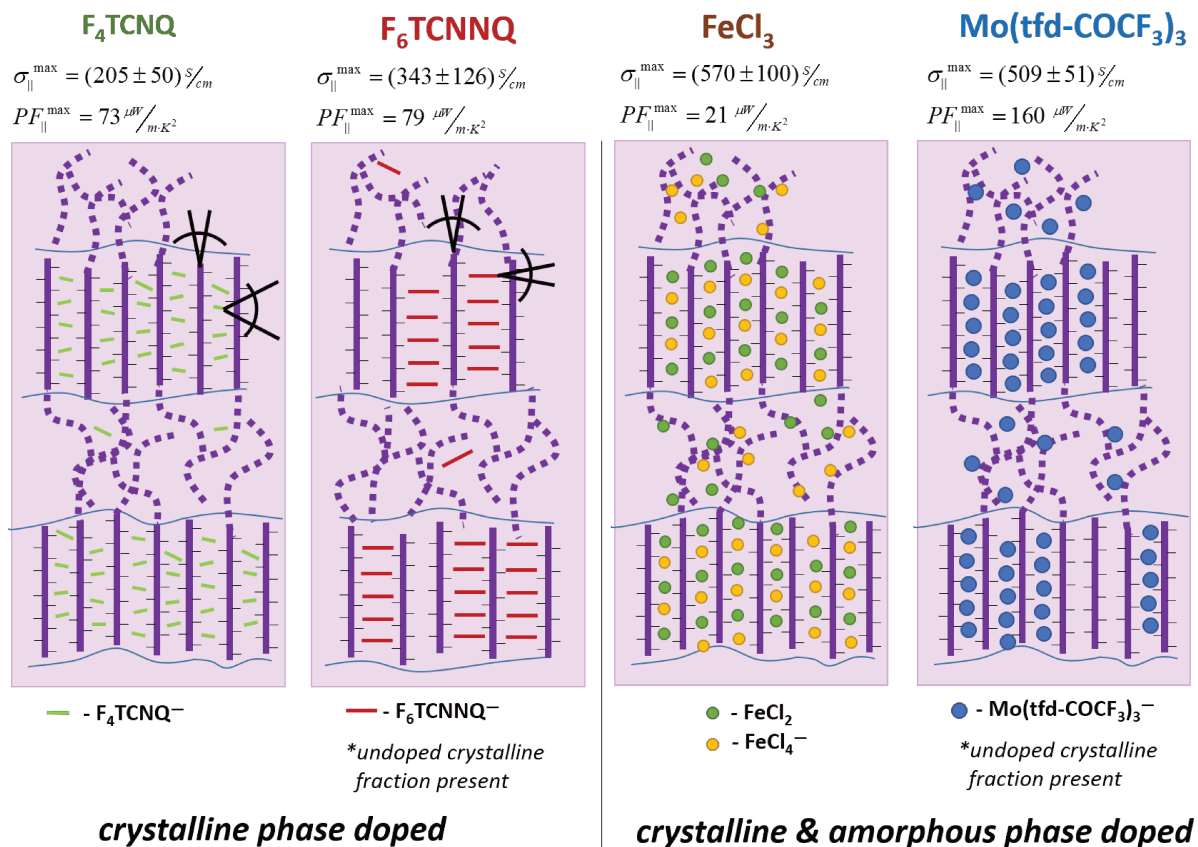 F₄TCNQ
σ∥ᵐᵃˣ = (205 ± 50) S/cm
PF∥ᵐᵃˣ = 73 μW/m·K²
F₆TCNNQ
σ∥ᵐᵃˣ = (343 ± 126) S/cm
PF∥ᵐᵃˣ = 79 μW/m·K²
FeCl₃
σ∥ᵐᵃˣ = (570 ± 100) S/cm
PF∥ᵐᵃˣ = 21 μW/m·K²
Mo(tfd-COCF₃)₃
σ∥ᵐᵃˣ = (509 ± 51) S/cm
PF∥ᵐᵃˣ = 160 μW/m·K²
- F₄TCNQ⁻
- F₆TCNNQ⁻
*undoped crystalline
fraction present
- FeCl₂
- FeCl₄⁻
- Mo(tfd-COCF₃)₃⁻
*undoped crystalline
fraction present
crystalline phase doped
crystalline & amorphous phase doped